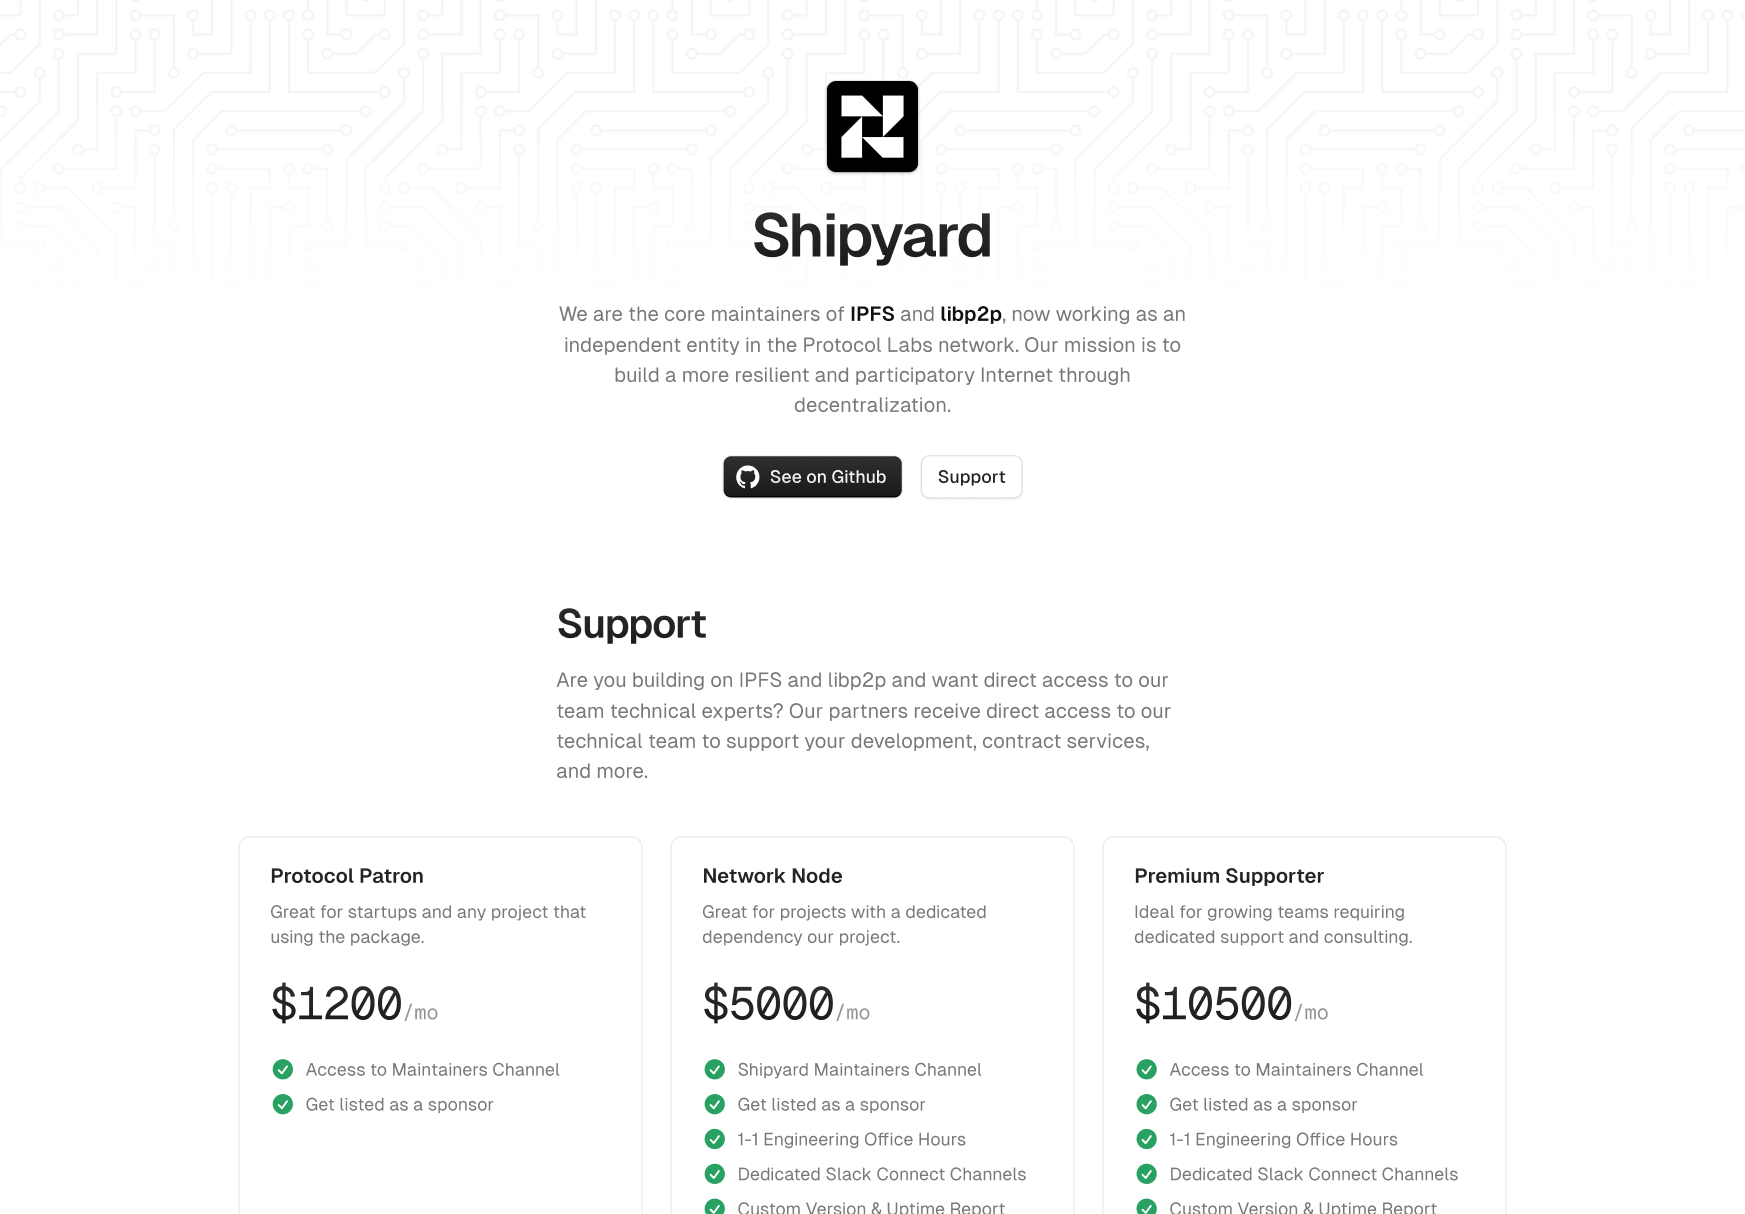 Shipyard
We are the core maintainers of IPFS and libp2p, now working as an
independent entity in the Protocol Labs network. Our mission is to
build a more resilient and participatory Internet through
decentralization.
See on Github
Support
Support
Are you building on IPFS and libp2p and want direct access to our
team technical experts? Our partners receive direct access to our
technical team to support your development, contract services,
and more.
Protocol Patron
Great for startups and any project that
using the package.
$1200/mo
Access to Maintainers Channel
Get listed as a sponsor
Network Node
Great for projects with a dedicated
dependency our project.
$5000/mo
Shipyard Maintainers Channel
Get listed as a sponsor
1-1 Engineering Office Hours
Dedicated Slack Connect Channels
Custom Version & Uptime Report
Premium Supporter
Ideal for growing teams requiring
dedicated support and consulting.
$10500/mo
Access to Maintainers Channel
Get listed as a sponsor
1-1 Engineering Office Hours
Dedicated Slack Connect Channels
Custom Version & Uptime Report